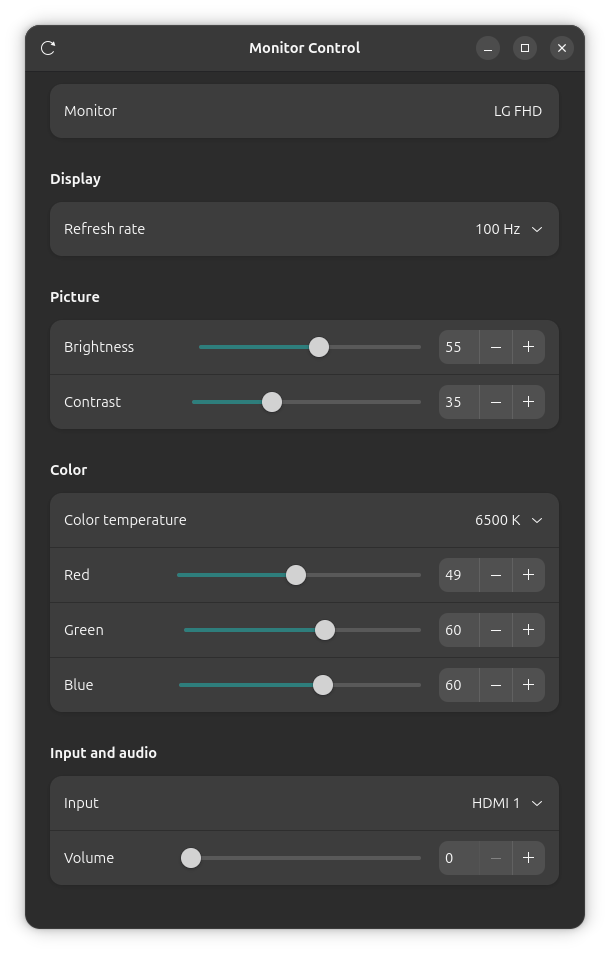 Monitor Control
Monitor LG FHD
Display
Refresh rate 100 Hz
Picture
Brightness 55
Contrast 35
Color
Color temperature 6500 K
Red 49
Green 60
Blue 60
Input and audio
Input HDMI 1
Volume 0